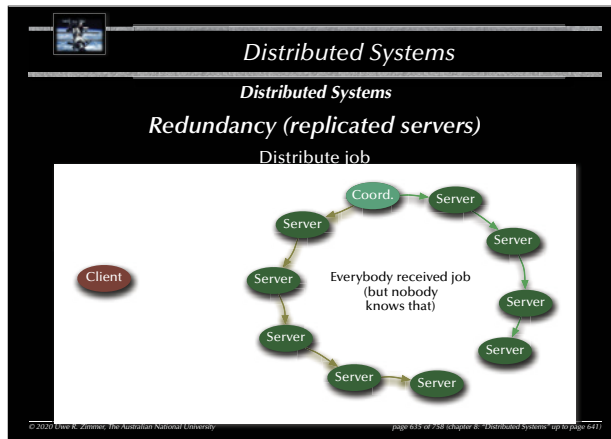 Distributed Systems
Distributed Systems
Redundancy (replicated servers)
Distribute job
Coord.
Server
Server
Server
Client
Server
Everybody received job
(but nobody
knows that)
Server
Server
Server
Server
Server
© 2020 Uwe R. Zimmer, The Australian National University
page 635 of 758 (chapter 8: "Distributed Systems" up to page 641)